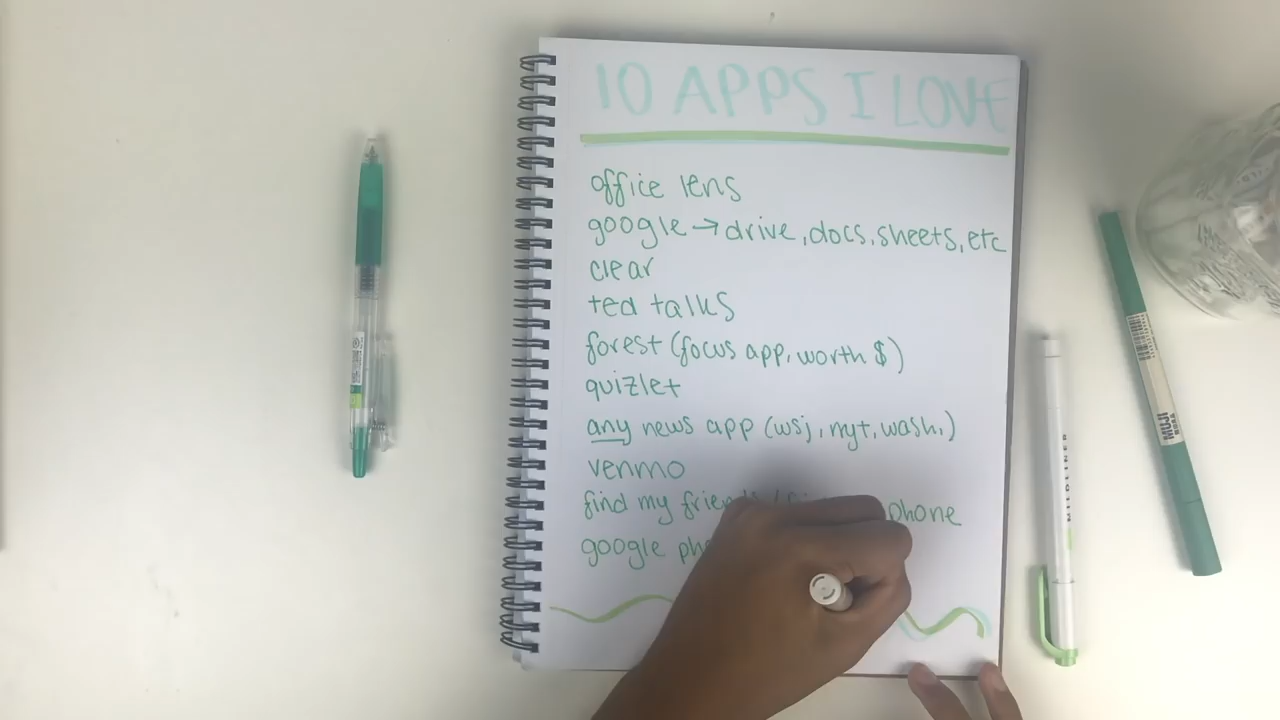 10 APPS I LOVE
office lens
google → drive, docs, sheets, etc
clear
ted talks
forest (focus app, worth $)
quizlet
any news app (wsj, nyt, wash,)
venmo
find my phone
google
MUJI
MILDLINER